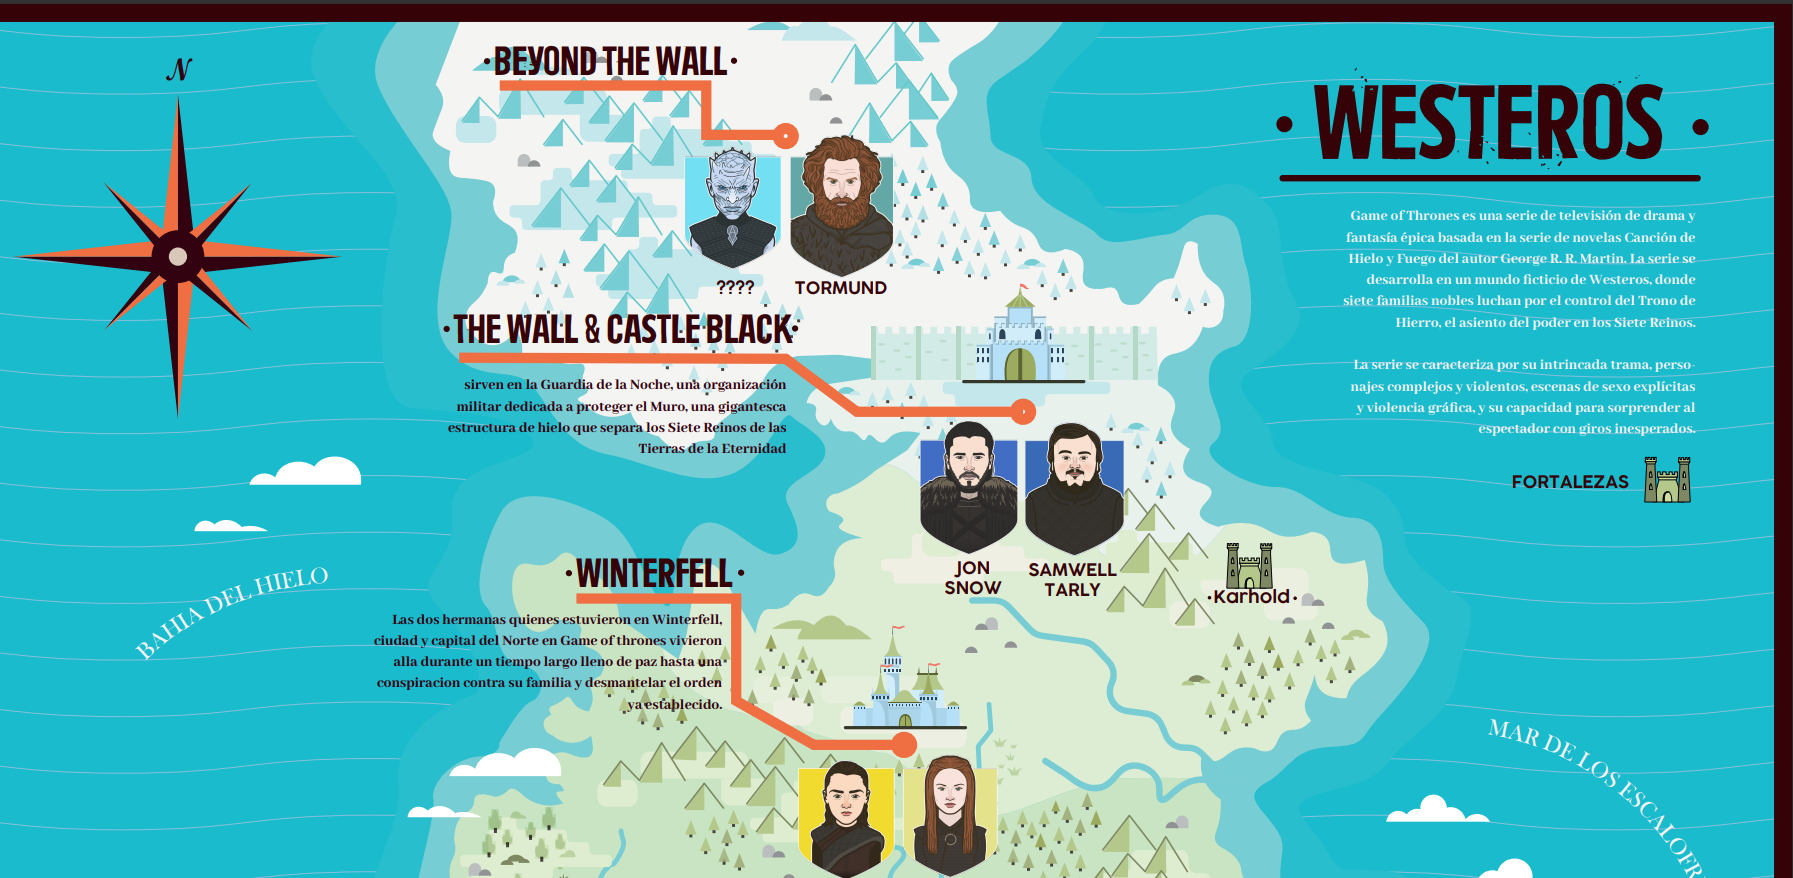 N
·BEYOND THE WALL·
????
TORMUND
·THE WALL & CASTLE BLACK·
sirven en la Guardia de la Noche, una organización
militar dedicada a proteger el Muro, una gigantesca
estructura de hielo que separa los Siete Reinos de las
Tierras de la Eternidad
JON
SNOW
SAMWELL
TARLY
·Karhold·
·WINTERFELL·
Las dos hermanas quienes estuvieron en Winterfell,
ciudad y capital del Norte en Game of thrones vivieron
alla durante un tiempo largo lleno de paz hasta una
conspiracion contra su familia y desmantelar el orden
ya establecido.
BAHIA DEL HIELO
· WESTEROS ·
Game of Thrones es una serie de televisión de drama y
fantasía épica basada en la serie de novelas Canción de
Hielo y Fuego del autor George R. R. Martin. La serie se
desarrolla en un mundo ficticio de Westeros, donde
siete familias nobles luchan por el control del Trono de
Hierro, el asiento del poder en los Siete Reinos.
La serie se caracteriza por su intrincada trama, perso-
najes complejos y violentos, escenas de sexo explícitas
y violencia gráfica, y su capacidad para sorprender al
espectador con giros inesperados.
FORTALEZAS
MAR DE LOS ESCALOFR